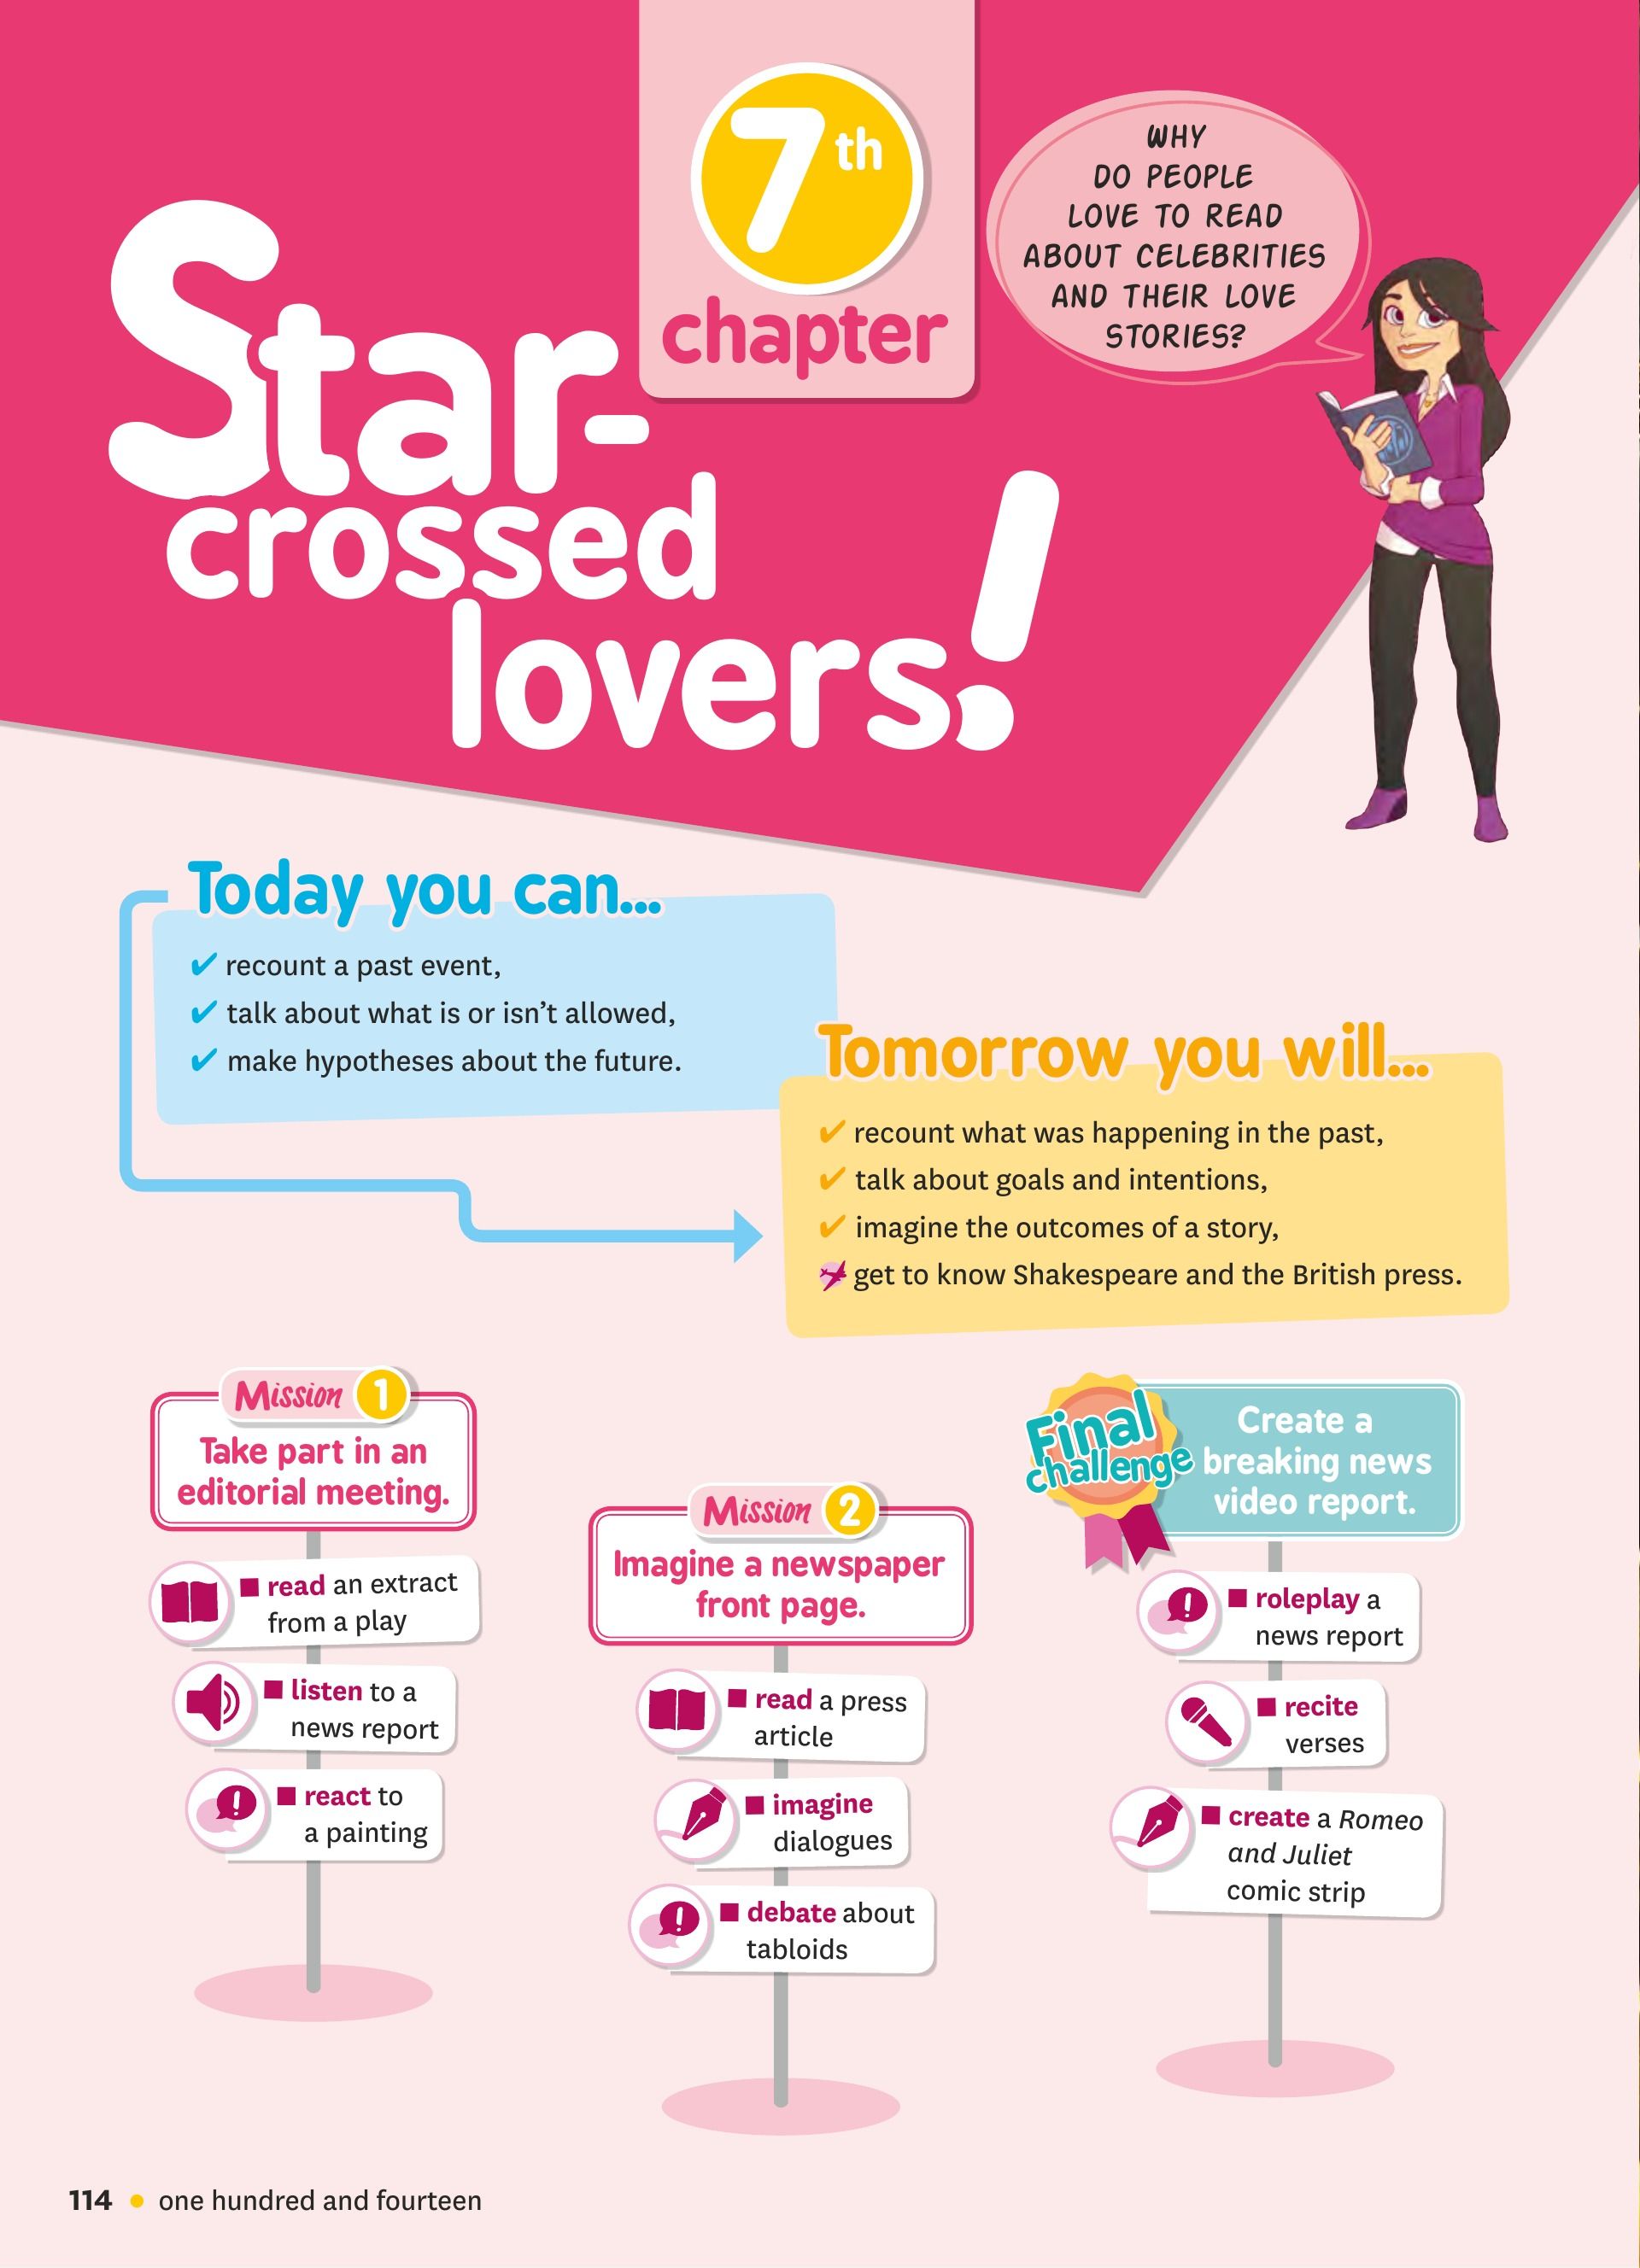 7th
chapter
Star-
crossed
lovers!
WHY
DO PEOPLE
LOVE TO READ
ABOUT CELEBRITIES
AND THEIR LOVE
STORIES?
Today you can...
✔ recount a past event,
✔ talk about what is or isn’t allowed,
✔ make hypotheses about the future.
Tomorrow you will...
✔ recount what was happening in the past,
✔ talk about goals and intentions,
✔ imagine the outcomes of a story,
get to know Shakespeare and the British press.
Mission 1
Take part in an
editorial meeting.
■ read an extract
from a play
■ listen to a
news report
■ react to
a painting
Mission 2
Imagine a newspaper
front page.
■ read a press
article
■ imagine
dialogues
■ debate about
tabloids
Final
challenge
Create a
breaking news
video report.
■ roleplay a
news report
■ recite
verses
■ create a Romeo
and Juliet
comic strip
114 • one hundred and fourteen